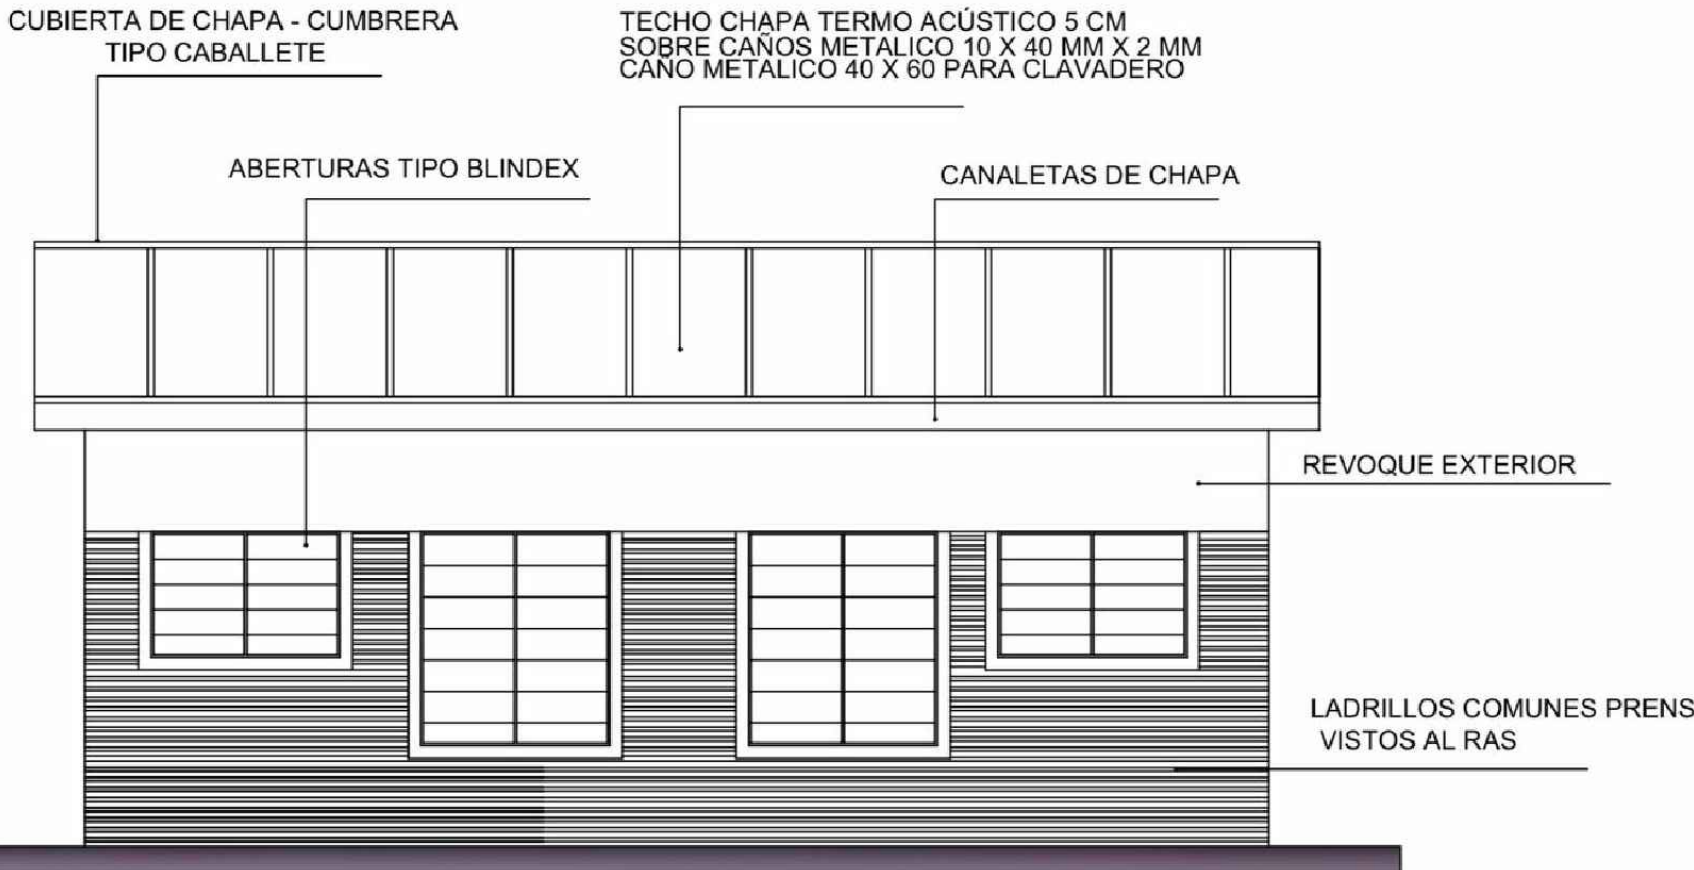 CUBIERTA DE CHAPA - CUMBRERA
TIPO CABALLETE
TECHO CHAPA TERMO ACÚSTICO 5 CM
SOBRE CAÑOS METALICO 10 X 40 MM X 2 MM
CAÑO METALICO 40 X 60 PARA CLAVADERO
ABERTURAS TIPO BLINDEX
CANALETAS DE CHAPA
REVOQUE EXTERIOR
LADRILLOS COMUNES PRENS
VISTOS AL RAS